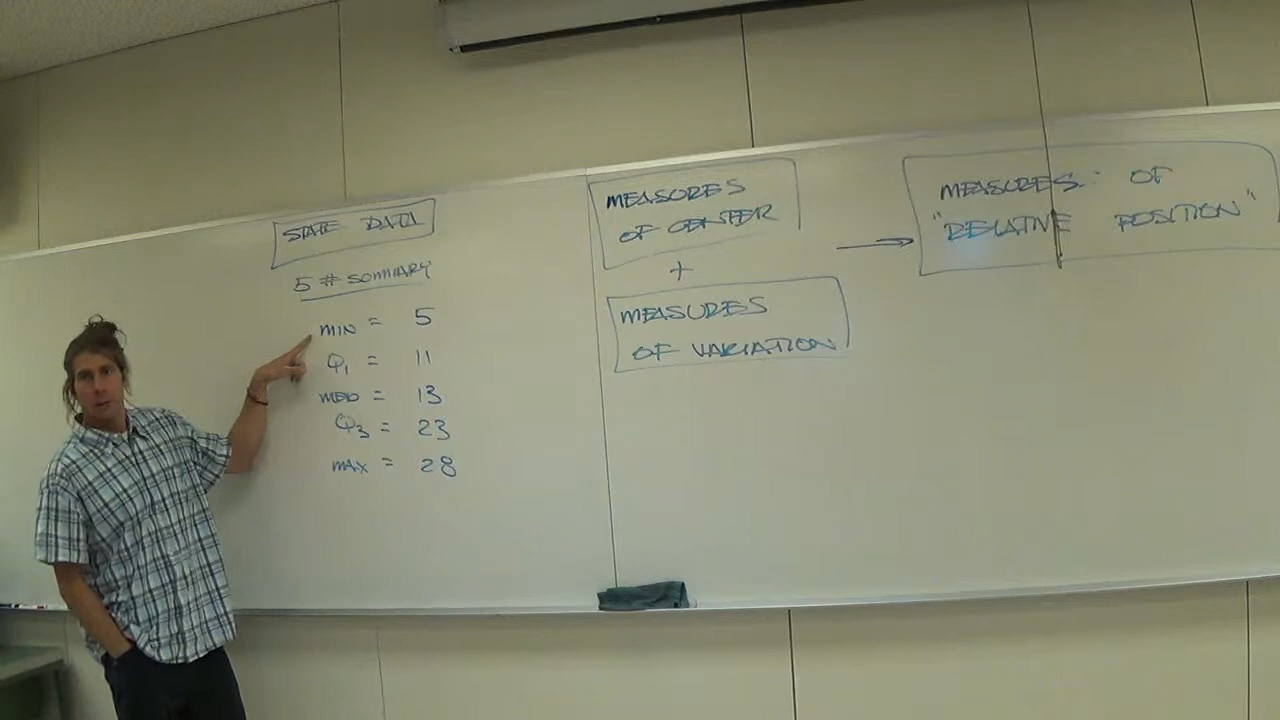 STATE DATA
5 # SUMMARY
MIN = 5
Q1 = 11
MED = 13
Q3 = 23
MAX = 28
MEASURES
OF CENTER
+
MEASURES
OF VARIATION
→
MEASURES OF
"RELATIVE POSITION"